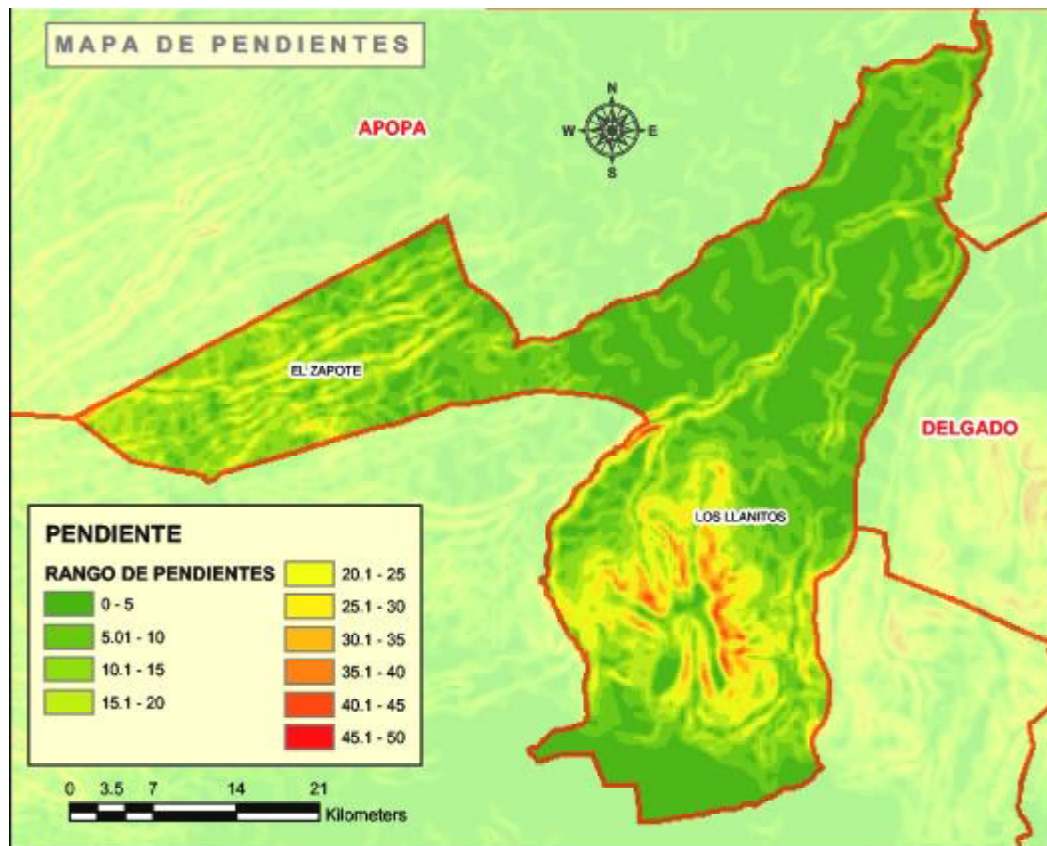 MAPA DE PENDIENTES
APOPA
N
W E
S
EL ZAPOTE
DELGADO
LOS LLANITOS
PENDIENTE
RANGO DE PENDIENTES
0 - 5
5.01 - 10
10.1 - 15
15.1 - 20
20.1 - 25
25.1 - 30
30.1 - 35
35.1 - 40
40.1 - 45
45.1 - 50
0 3.5 7 14 21
Kilometers